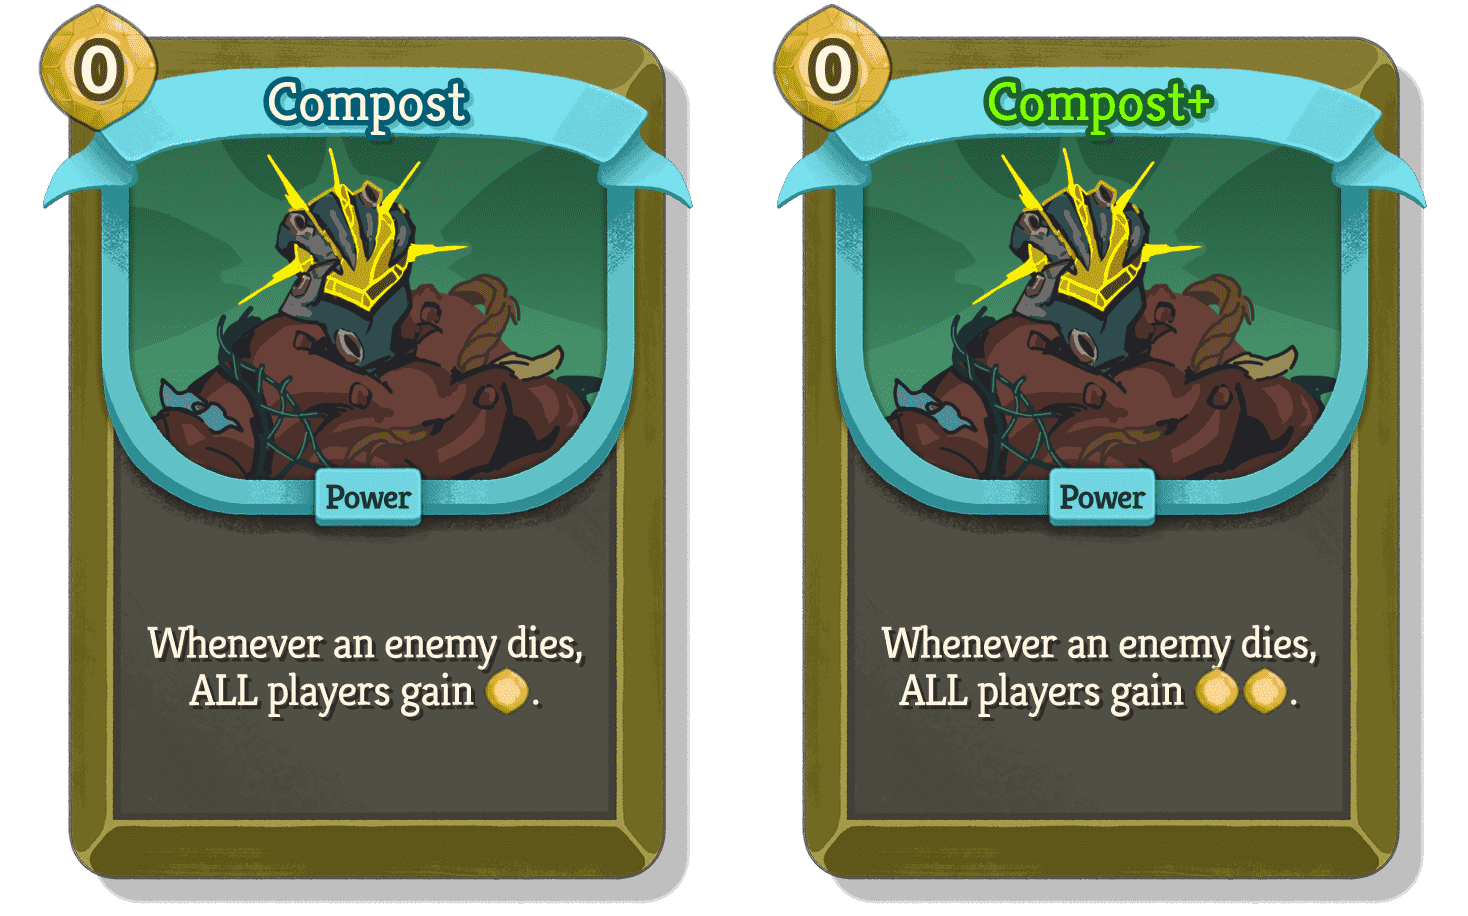 0
Compost
Power
Whenever an enemy dies,
ALL players gain .
0
Compost+
Power
Whenever an enemy dies,
ALL players gain .